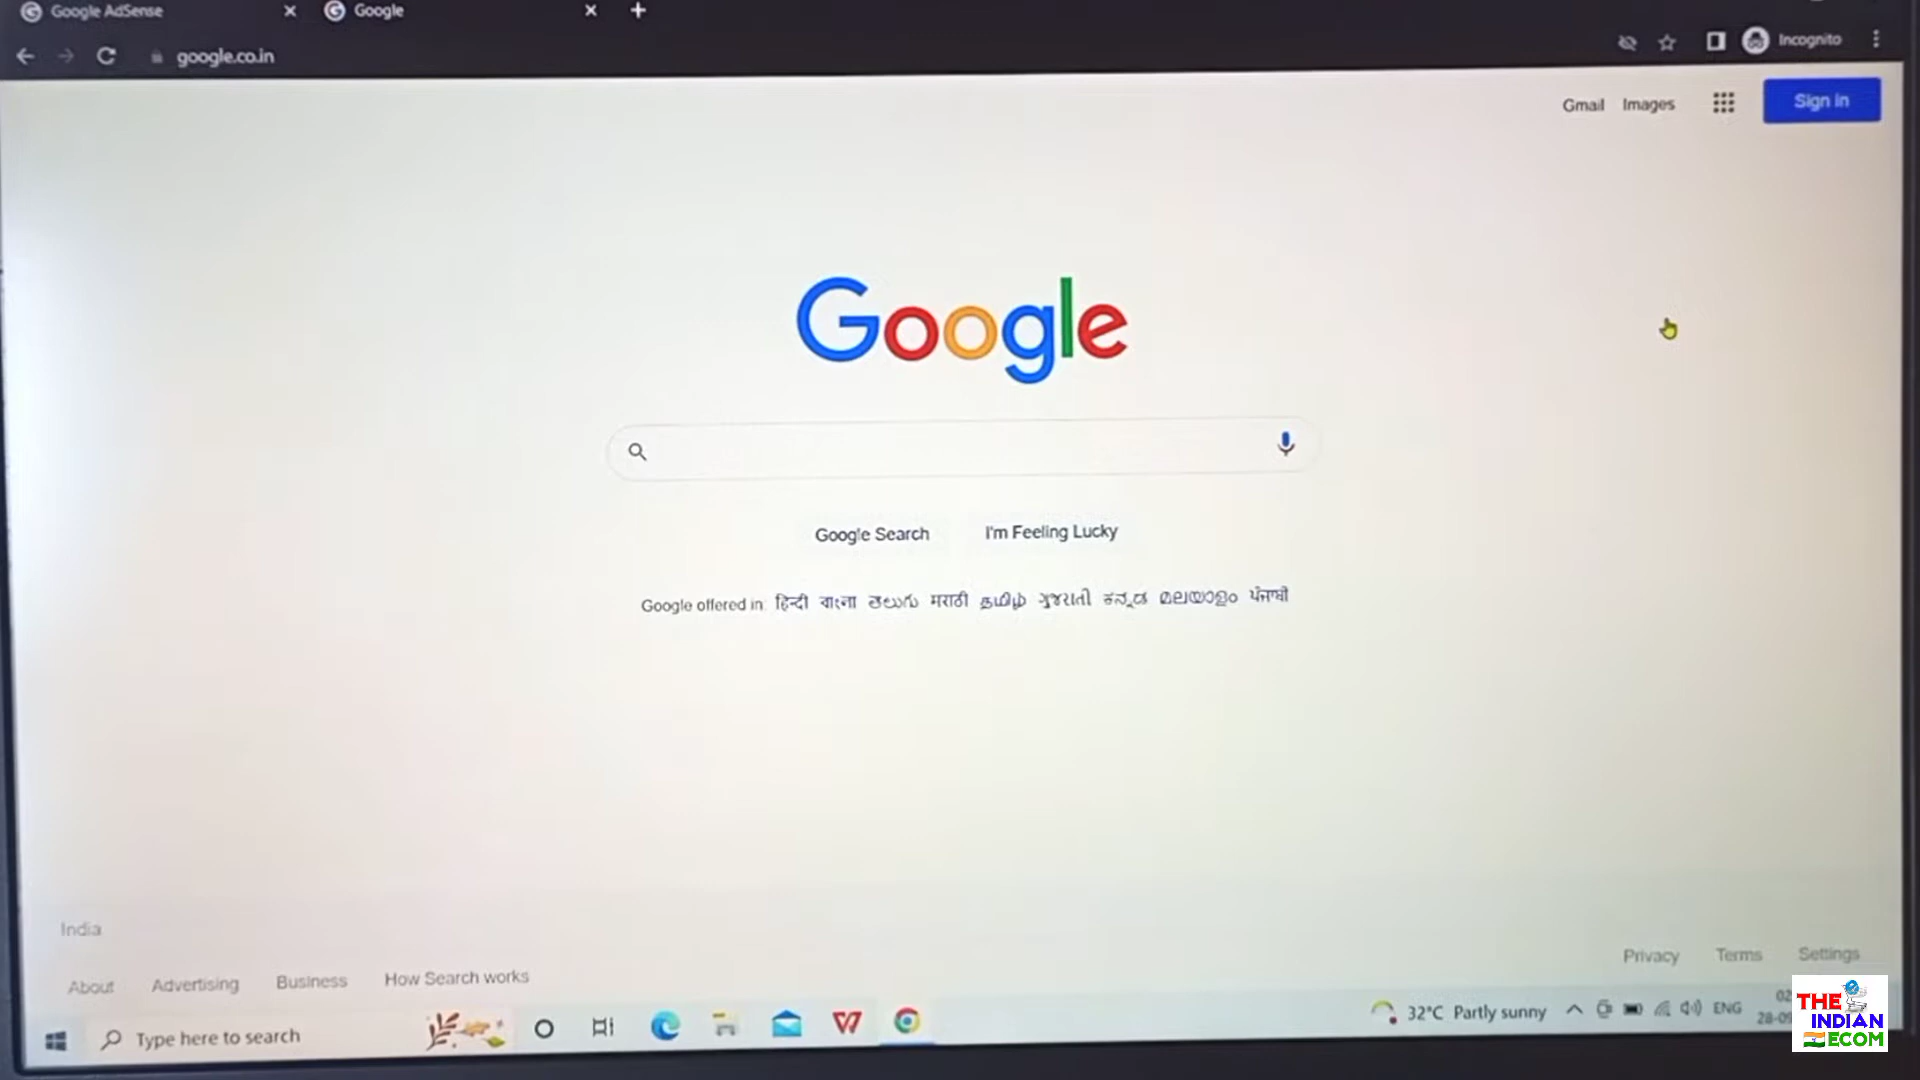 Google AdSense
Google
google.co.in
Incognito
Gmail Images
Sign in
Google
Google Search I'm Feeling Lucky
Google offered in: हिन्दी বাংলা తెలుగు मराठी தமிழ் ગુજરાતી ಕನ್ನಡ മലയാളം ਪੰਜਾਬੀ
India
About Advertising Business How Search works
Privacy Terms Settings
Type here to search
32°C Partly sunny
ENG
THE
INDIAN
ECOM